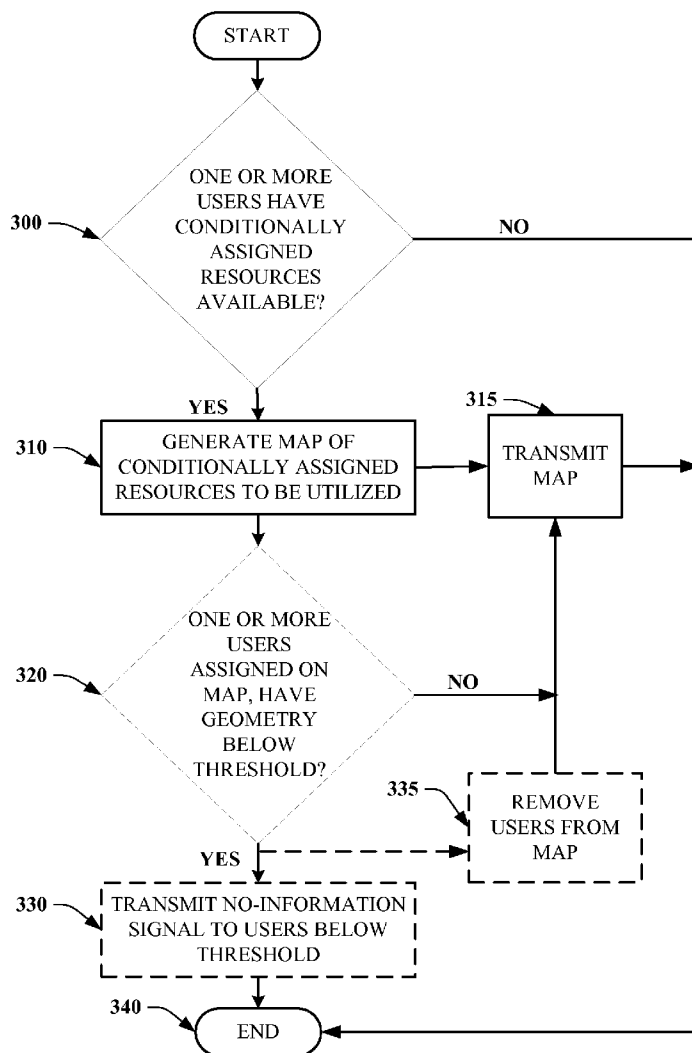 START
ONE OR MORE
USERS HAVE
CONDITIONALLY
ASSIGNED
RESOURCES
AVAILABLE?
300
NO
YES
310
GENERATE MAP OF
CONDITIONALLY ASSIGNED
RESOURCES TO BE UTILIZED
315
TRANSMIT
MAP
ONE OR MORE
USERS
ASSIGNED ON
MAP, HAVE
GEOMETRY
BELOW
THRESHOLD?
320
NO
335
REMOVE
USERS FROM
MAP
YES
330
TRANSMIT NO-INFORMATION
SIGNAL TO USERS BELOW
THRESHOLD
340
END